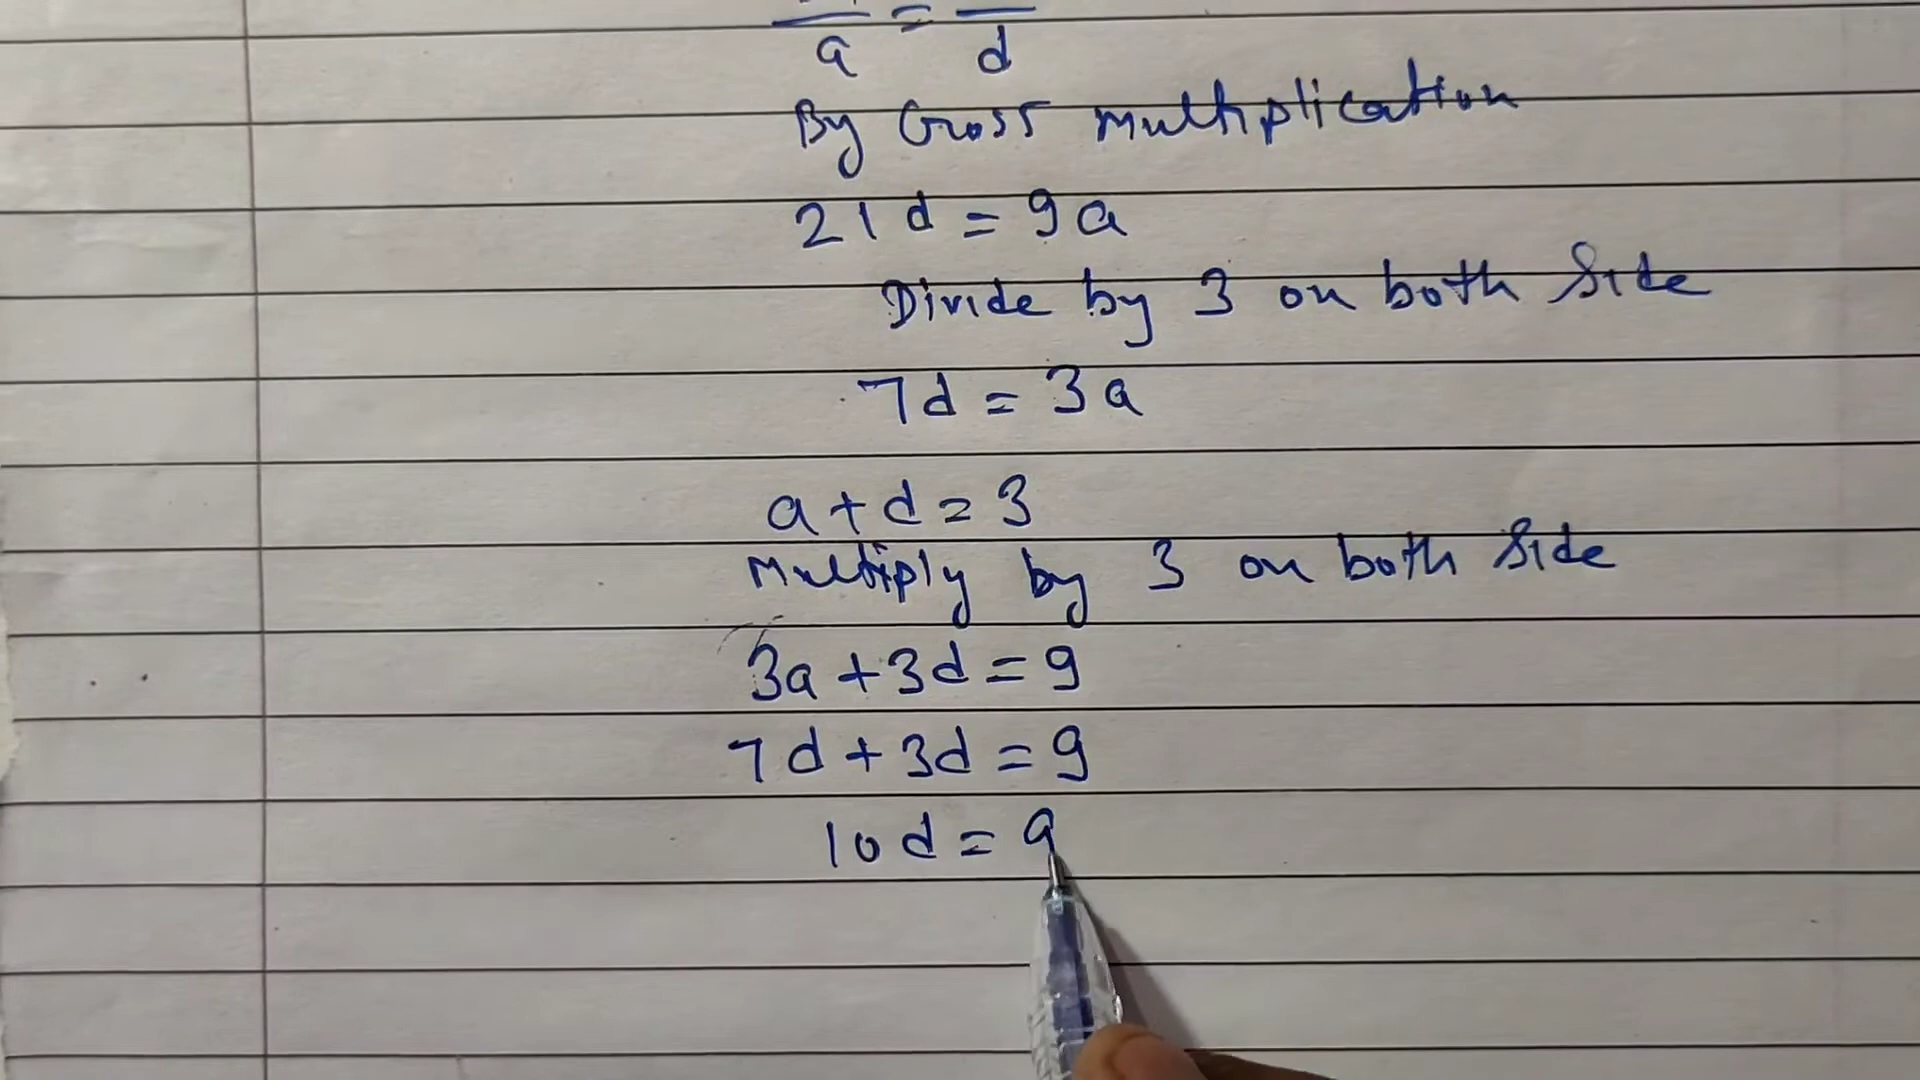 a = d
By Cross multiplication
21d = 9a
Divide by 3 on both side
7d = 3a
a + d = 3
Multiply by 3 on both side
3a + 3d = 9
7d + 3d = 9
10d = 9